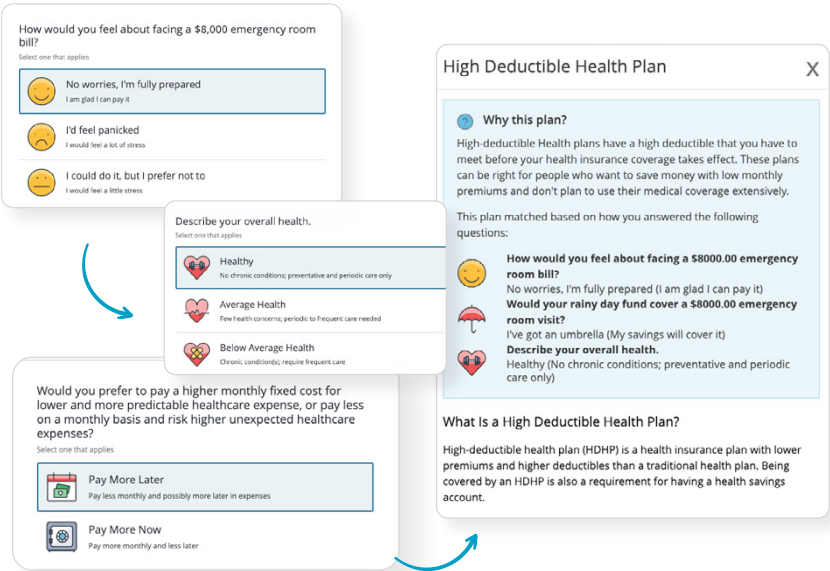 How would you feel about facing a $8,000 emergency room
bill?
Select one that applies
No worries, I'm fully prepared
I am glad I can pay it
I'd feel panicked
I would feel a lot of stress
I could do it, but I prefer not to
I would feel a little stress
Describe your overall health.
Select one that applies
Healthy
No chronic conditions; preventative and periodic care only
Average Health
Few health concerns; periodic to frequent care needed
Below Average Health
Chronic, condition(s); require frequent care
Would you prefer to pay a higher monthly fixed cost for
lower and more predictable healthcare expense, or pay less
on a monthly basis and risk higher unexpected healthcare
expenses?
Select one that applies
Pay More Later
Pay less monthly and possibly more later in expenses
Pay More Now
Pay more monthly and less later
High Deductible Health Plan
X
? Why this plan?
High-deductible Health plans have a high deductible that you have to
meet before your health insurance coverage takes effect. These plans
can be right for people who want to save money with low monthly
premiums and don't plan to use their medical coverage extensively.
This plan matched based on how you answered the following
questions:
How would you feel about facing a $8000.00 emergency
room bill?
No worries, I'm fully prepared (I am glad I can pay it)
Would your rainy day fund cover a $8000.00 emergency
room visit?
I've got an umbrella (My savings will cover it)
Describe your overall health.
Healthy (No chronic conditions; preventative and periodic
care only)
What Is a High Deductible Health Plan?
High-deductible health plan (HDHP) is a health insurance plan with lower
premiums and higher deductibles than a traditional health plan. Being
covered by an HDHP is also a requirement for having a health savings
account.